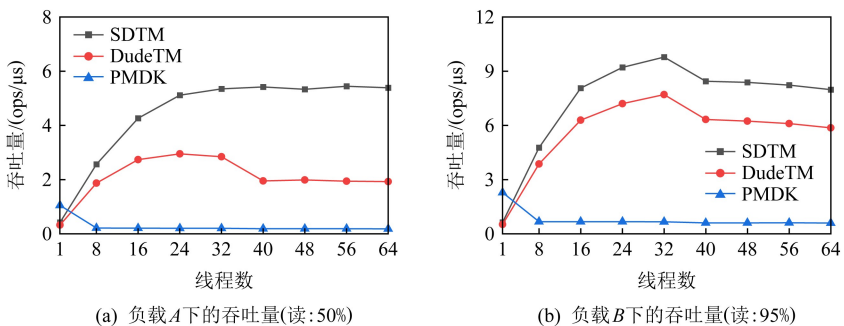 8
6
4
2
0
吞吐量/(ops/μs)
SDTM
DudeTM
PMDK
1 8 16 24 32 40 48 56 64
线程数
(a) 负载A下的吞吐量(读:50%)
12
9
6
3
0
吞吐量/(ops/μs)
SDTM
DudeTM
PMDK
1 8 16 24 32 40 48 56 64
线程数
(b) 负载B下的吞吐量(读:95%)